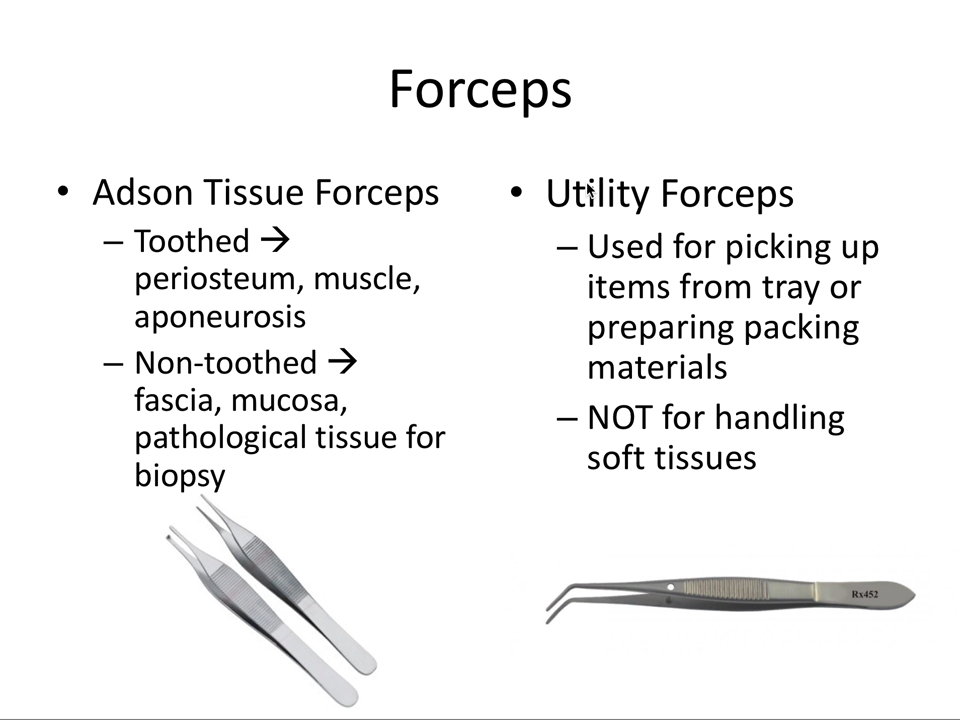 Forceps
• Adson Tissue Forceps
– Toothed →
periosteum, muscle,
aponeurosis
– Non-toothed →
fascia, mucosa,
pathological tissue for
biopsy
• Utility Forceps
– Used for picking up
items from tray or
preparing packing
materials
– NOT for handling
soft tissues
Rx452